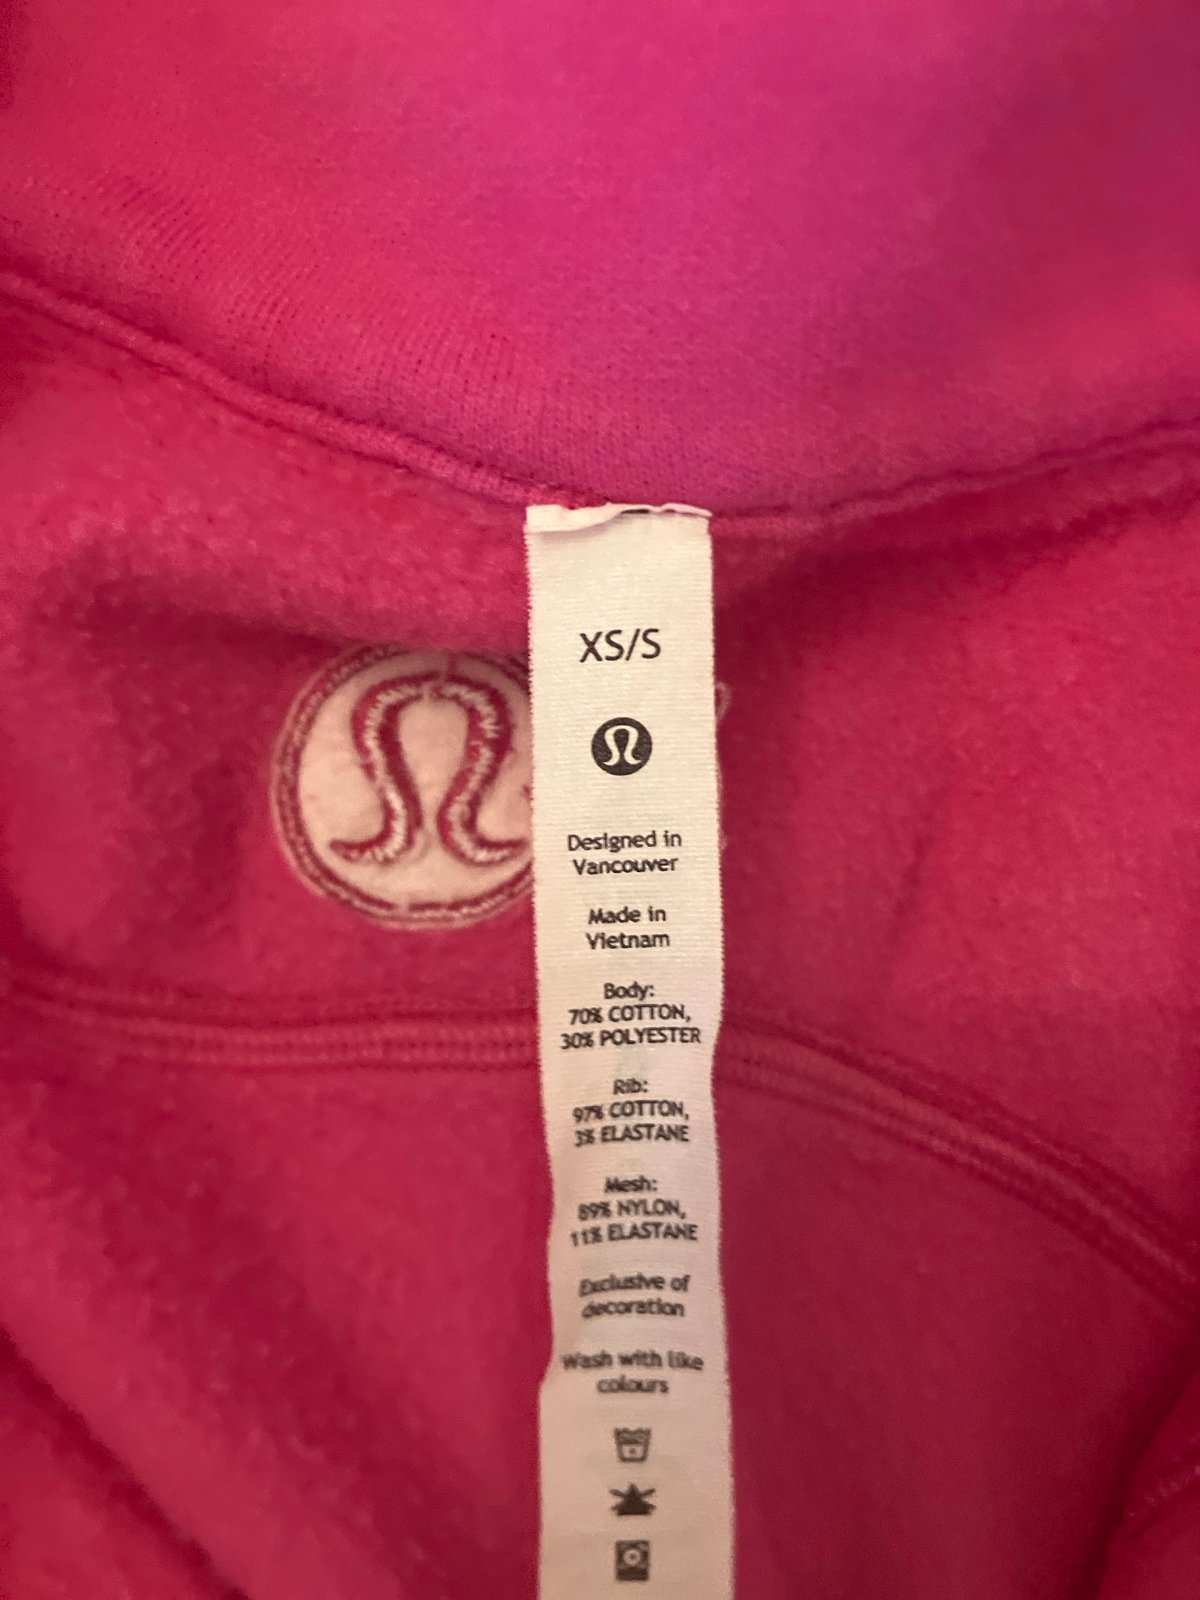 XS/S
Designed in
Vancouver
Made in
Vietnam
Body:
70% COTTON,
30% POLYESTER
Rib:
97% COTTON,
3% ELASTANE
Mesh:
89% NYLON,
11% ELASTANE
Exclusive of
decoration
Wash with like
colours